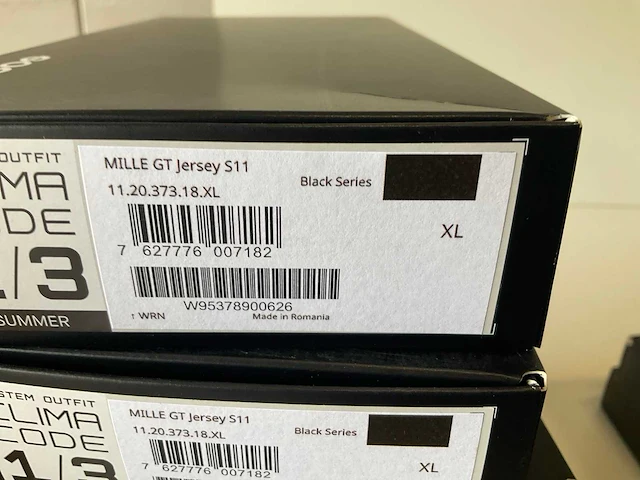 OUTFIT
MA
ODE
1/3
SUMMER
MILLE GT Jersey S11
11.20.373.18.XL
Black Series
XL
7 627776 007182
W95378900626
↑ WRN
Made in Romania
STEM OUTFIT
CLIMA
CODE
1/3
MILLE GT Jersey S11
11.20.373.18.XL
Black Series
XL
7 627776 007182